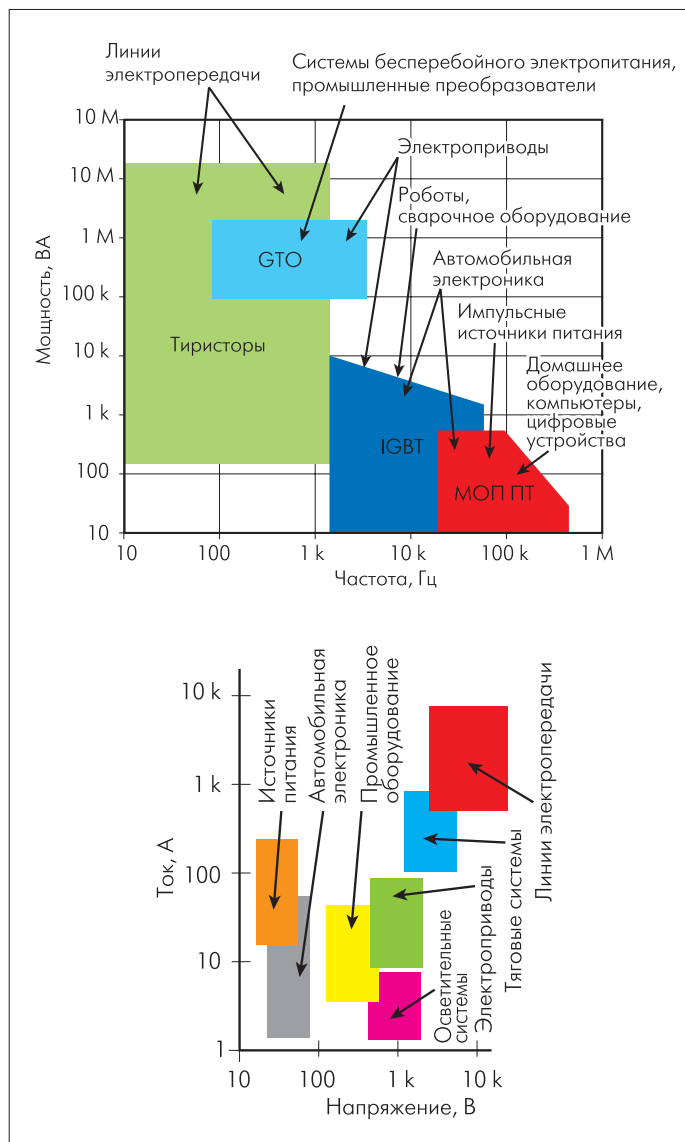 Линии
электропередачи
Системы бесперебойного электропитания,
промышленные преобразователи
Электроприводы
Роботы,
сварочное оборудование
Автомобильная
электроника
Импульсные
источники питания
Домашнее
оборудование,
компьютеры,
цифровые
устройства
Мощность, ВА
10 М
10 М
1 М
100 k
10 k
1 k
100
10
GTO
Тиристоры
IGBT
МОП ПТ
10
100
1 k
10 k
100 k
1 М
Частота, Гц
Ток, А
10 k
1 k
100
10
1
Источники
питания
Автомобильная
электроника
Промышленное
оборудование
Осветительные
системы
Электроприводы
Тяговые системы
Линии электропередачи
10
100
1 k
10 k
Напряжение, В